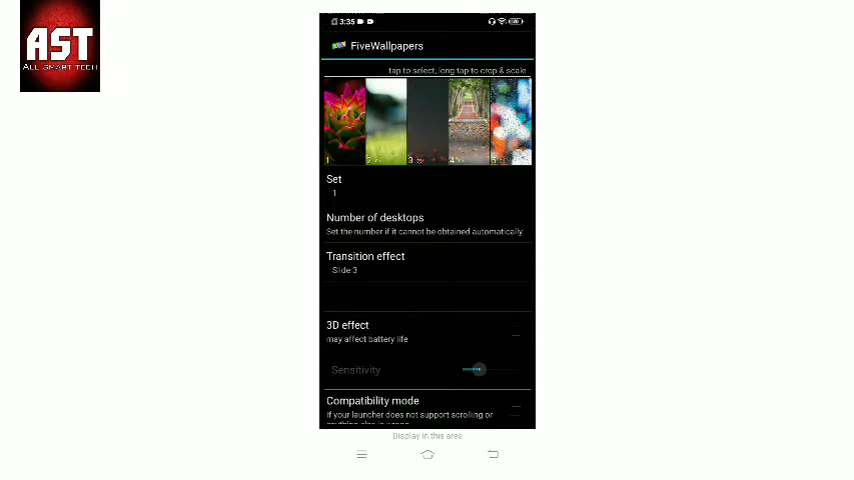 AST
ALL SMART TECH
3:35
FiveWallpapers
tap to select, long tap to crop & scale
1 2 3 4 5
Set
1
Number of desktops
Set the number if it cannot be obtained automatically
Transition effect
Slide 3
3D effect
may affect battery life
Sensitivity
Compatibility mode
If your launcher does not support scrolling or
Display in this area